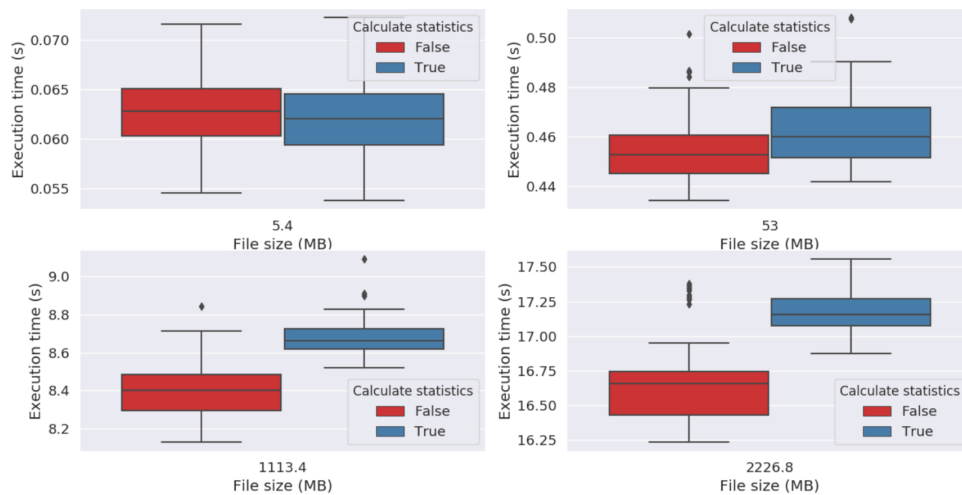 Execution time (s)
0.070
0.065
0.060
0.055
Calculate statistics
False
True
5.4
File size (MB)
Execution time (s)
0.50
0.48
0.46
0.44
Calculate statistics
False
True
53
File size (MB)
Execution time (s)
9.0
8.8
8.6
8.4
8.2
Calculate statistics
False
True
1113.4
File size (MB)
Execution time (s)
17.50
17.25
17.00
16.75
16.50
16.25
Calculate statistics
False
True
2226.8
File size (MB)